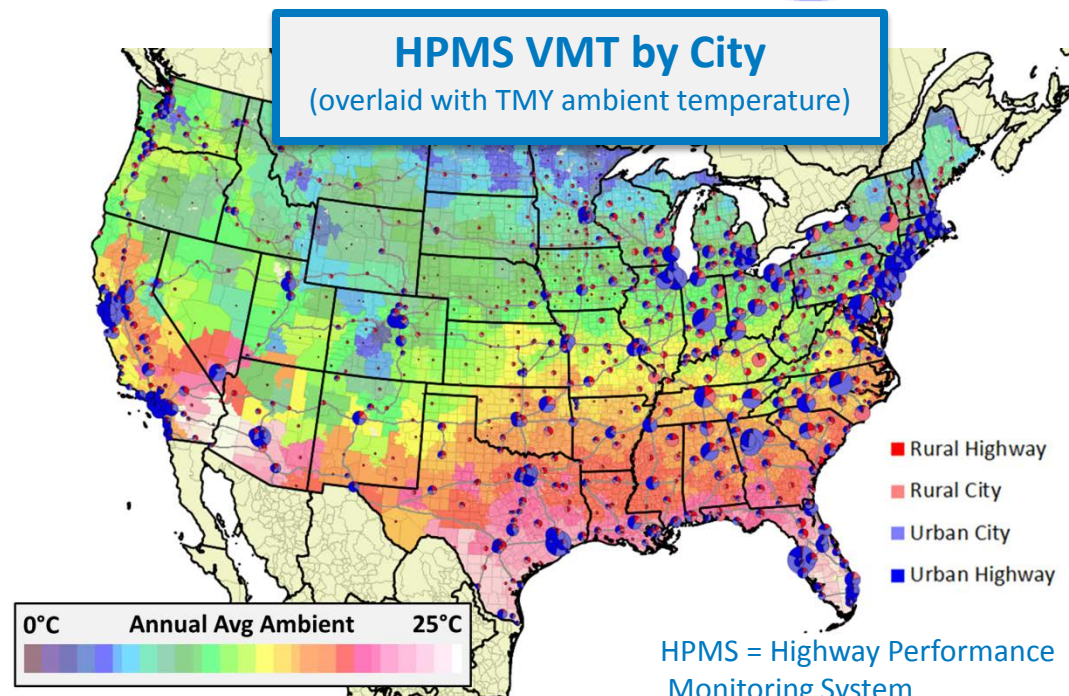 HPMS VMT by City
(overlaid with TMY ambient temperature)
Rural Highway
Rural City
Urban City
Urban Highway
0°C Annual Avg Ambient 25°C
HPMS = Highway Performance
Monitoring System